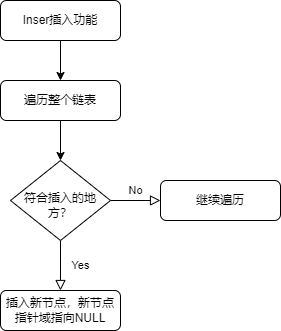 Inser插入功能
遍历整个链表
符合插入的地
方?
No
继续遍历
Yes
插入新节点，新节点
指针域指向NULL